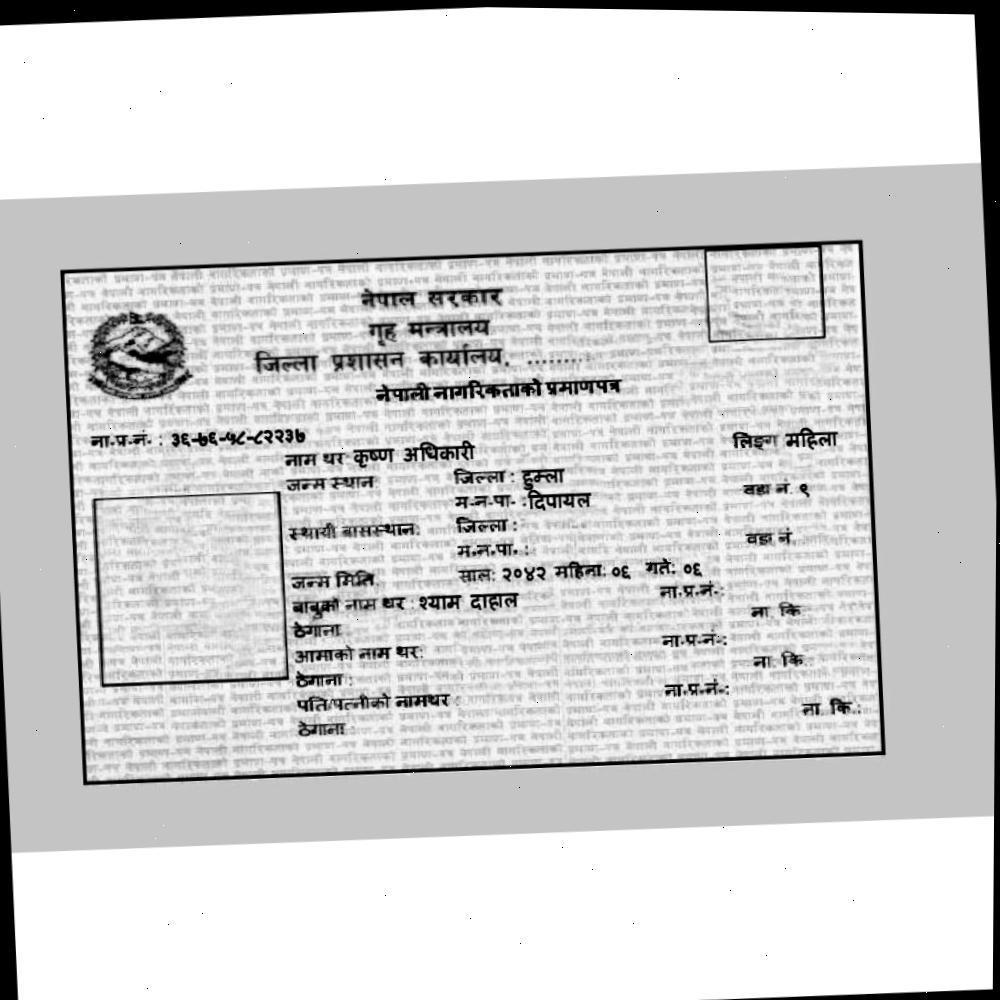 नेपाल सरकार
गृह मन्त्रालय
जिल्ला प्रशासन कार्यालय, .........
नेपाली नागरिकताको प्रमाणपत्र
ना.प्र.नं. : ३६-७६-५८-८२२३७
लिङ्ग महिला
नाम थर कृष्ण अधिकारी
जन्म स्थान जिल्ला : हुम्ला
म.न.पा. : दिपायल वडा नं. ९
स्थायी बासस्थान: जिल्ला :
म.न.पा. : वडा नं.
जन्म मिति. साल: २०४२ महिना: ०६ गते: ०६
बाबुको नाम थर : श्याम दाहाल ना.प्र.नं.:
ठेगाना ना. कि.
आमाको नाम थर: ना.प्र.नं.:
ठेगाना : ना. कि.
पति/पत्नीको नामथर : ना.प्र.नं.:
ठेगाना : ना. कि.: